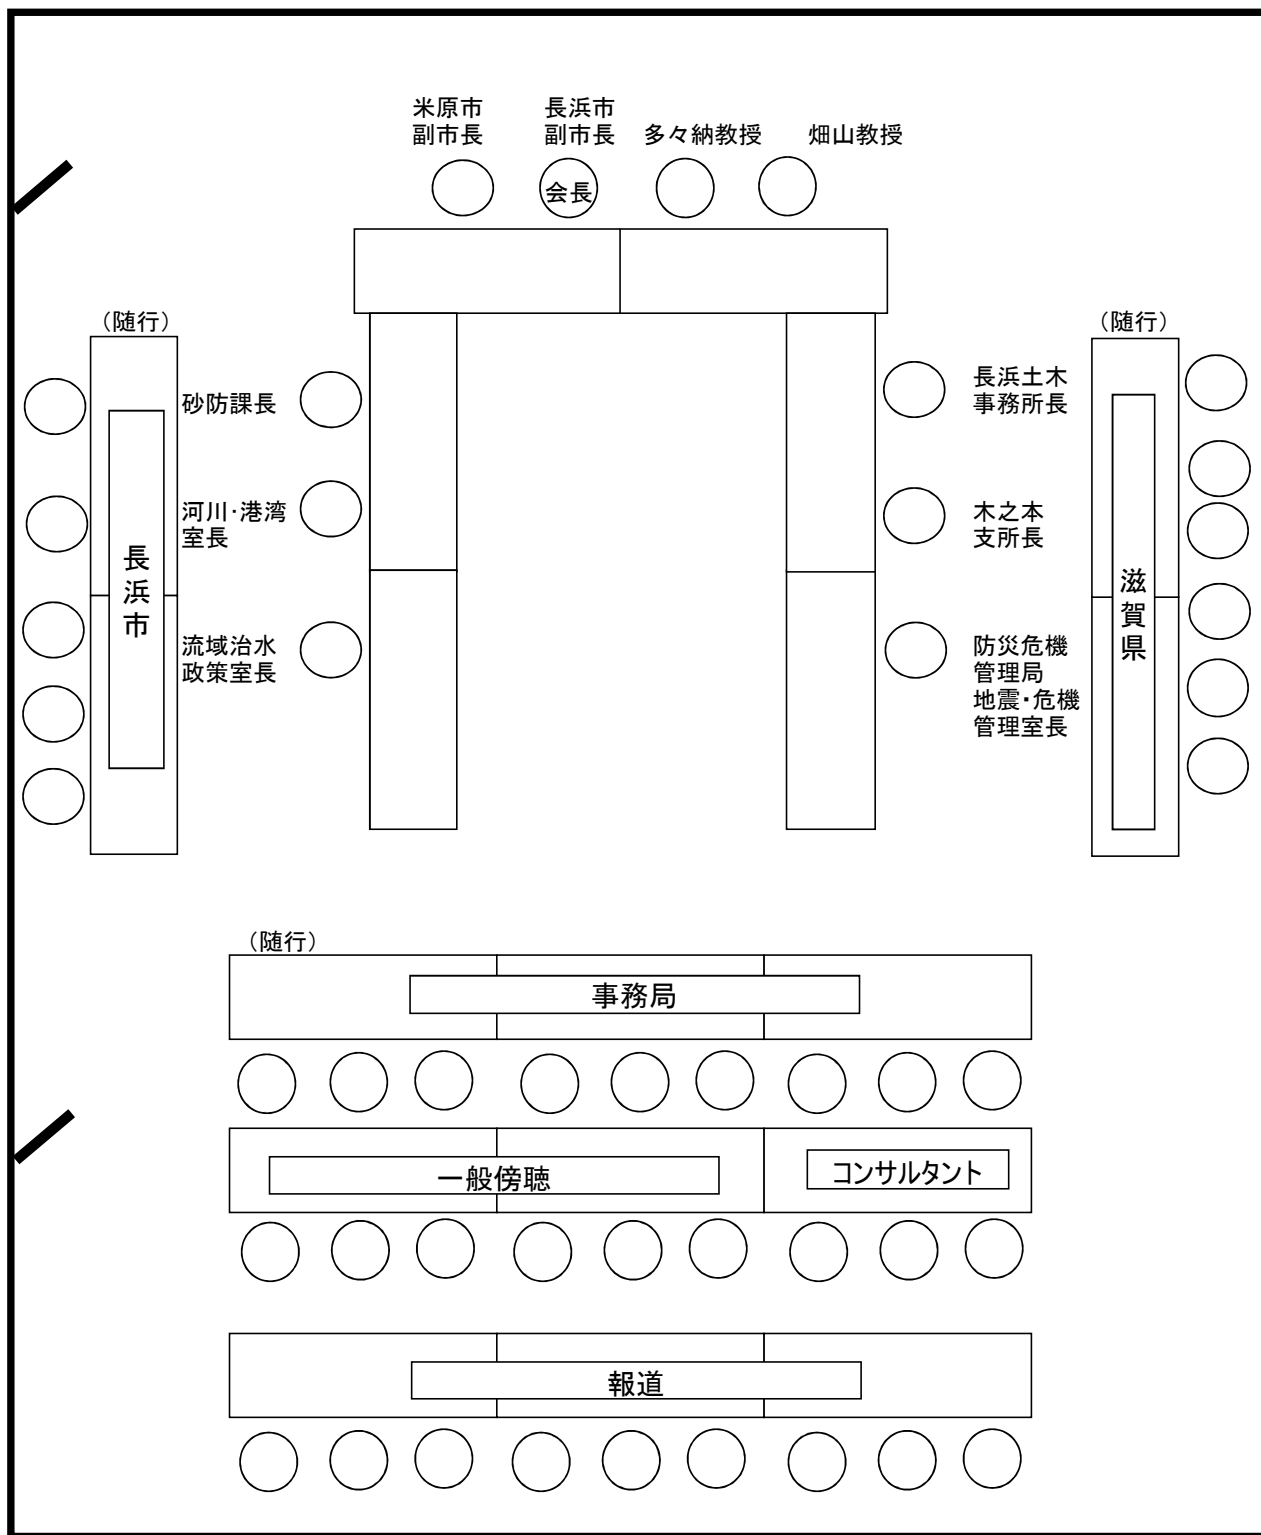 米原市
副市長
長浜市
副市長
多々納教授
畑山教授
会長
（随行）
長浜市
砂防課長
河川・港湾
室長
流域治水
政策室長
長浜土木
事務所長
木之本
支所長
防災危機
管理局
地震・危機
管理室長
（随行）
滋賀県
（随行）
事務局
一般傍聴
コンサルタント
報道